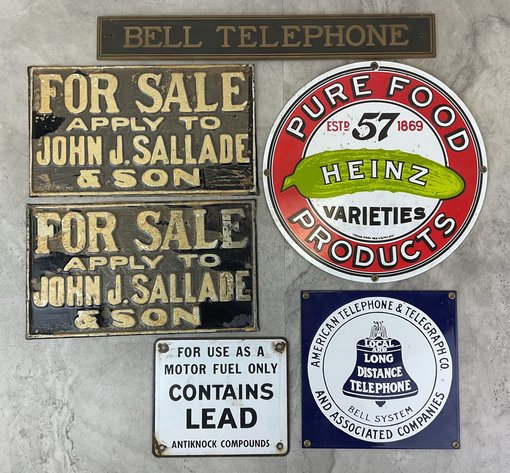 BELL TELEPHONE
FOR SALE
APPLY TO
JOHN J. SALLADE
& SON
FOR SALE
APPLY TO
JOHN J. SALLADE
& SON
PURE FOOD
ESTD 57 1869
HEINZ
VARIETIES
PRODUCTS
FOR USE AS A
MOTOR FUEL ONLY
CONTAINS
LEAD
ANTIKNOCK COMPOUNDS
AMERICAN TELEPHONE & TELEGRAPH CO.
LOCAL
AND
LONG
DISTANCE
TELEPHONE
BELL SYSTEM
AND ASSOCIATED COMPANIES